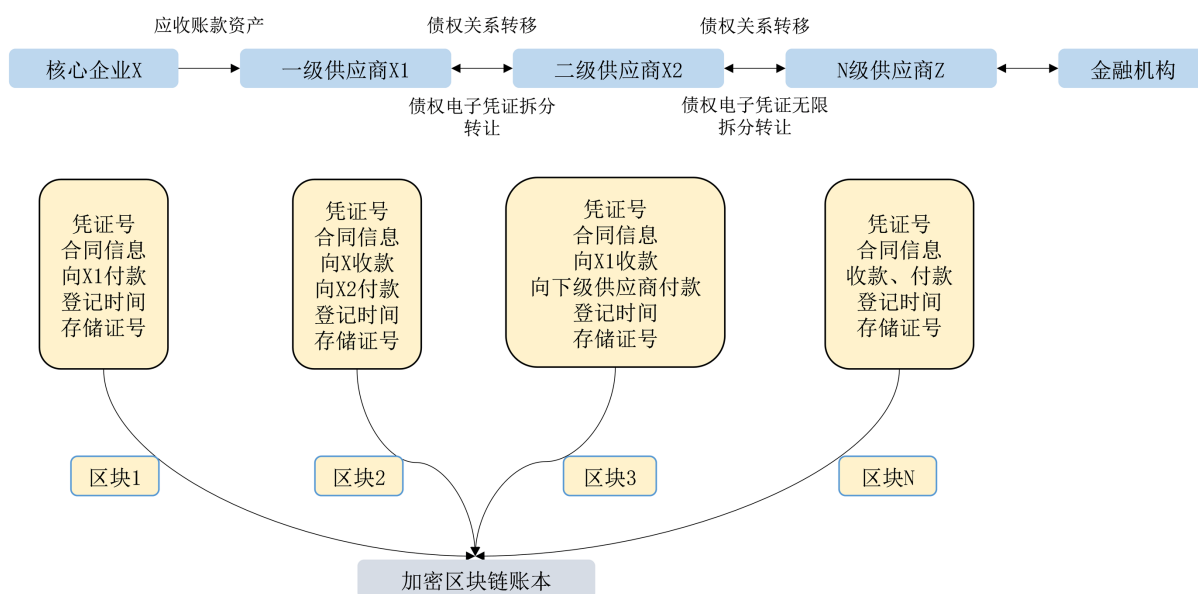 应收账款资产
债权关系转移
债权关系转移
核心企业X
一级供应商X1
二级供应商X2
N级供应商Z
金融机构
债权电子凭证拆分
转让
债权电子凭证无限
拆分转让
凭证号
合同信息
向X1付款
登记时间
存储证号
凭证号
合同信息
向X收款
向X2付款
登记时间
存储证号
凭证号
合同信息
向X1收款
向下级供应商付款
登记时间
存储证号
凭证号
合同信息
收款、付款
登记时间
存储证号
区块1
区块2
区块3
区块N
加密区块链账本